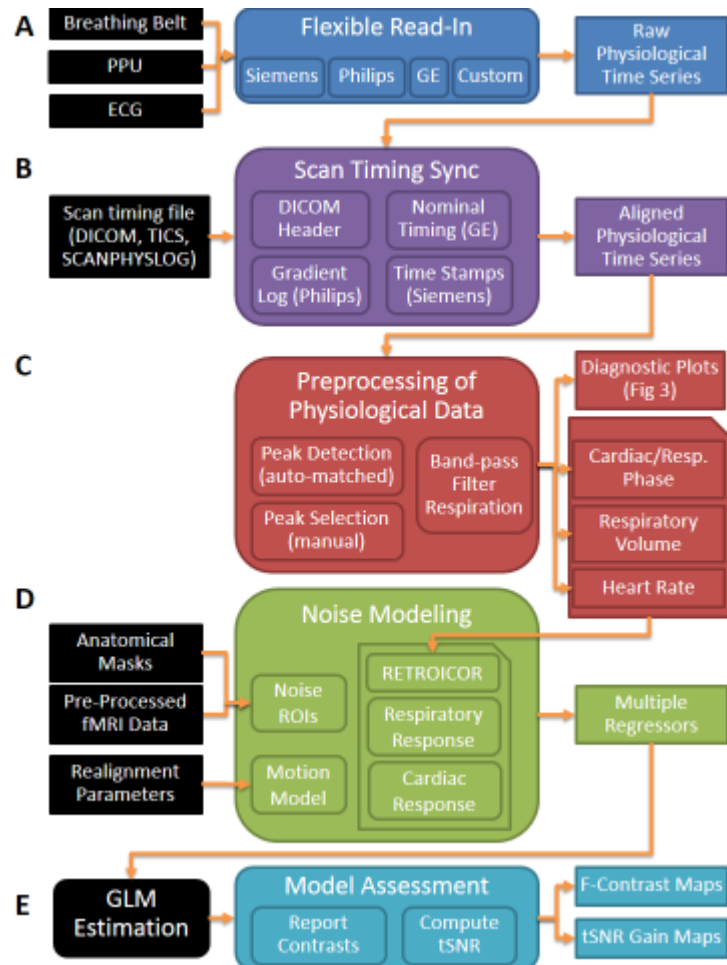 A
Breathing Belt
PPU
ECG
Flexible Read-In
Siemens
Philips
GE
Custom
Raw
Physiological
Time Series
B
Scan timing file
(DICOM, TICS,
SCANPHYSLOG)
Scan Timing Sync
DICOM
Header
Nominal
Timing (GE)
Gradient
Log (Philips)
Time Stamps
(Siemens)
Aligned
Physiological
Time Series
C
Preprocessing of
Physiological Data
Peak Detection
(auto-matched)
Peak Selection
(manual)
Band-pass
Filter
Respiration
Diagnostic Plots
(Fig 3)
Cardiac/Resp.
Phase
Respiratory
Volume
Heart Rate
D
Anatomical
Masks
Pre-Processed
fMRI Data
Realignment
Parameters
Noise Modeling
Noise
ROIs
Motion
Model
RETROICOR
Respiratory
Response
Cardiac
Response
Multiple
Regressors
E
GLM
Estimation
Model Assessment
Report
Contrasts
Compute
tSNR
F-Contrast Maps
tSNR Gain Maps